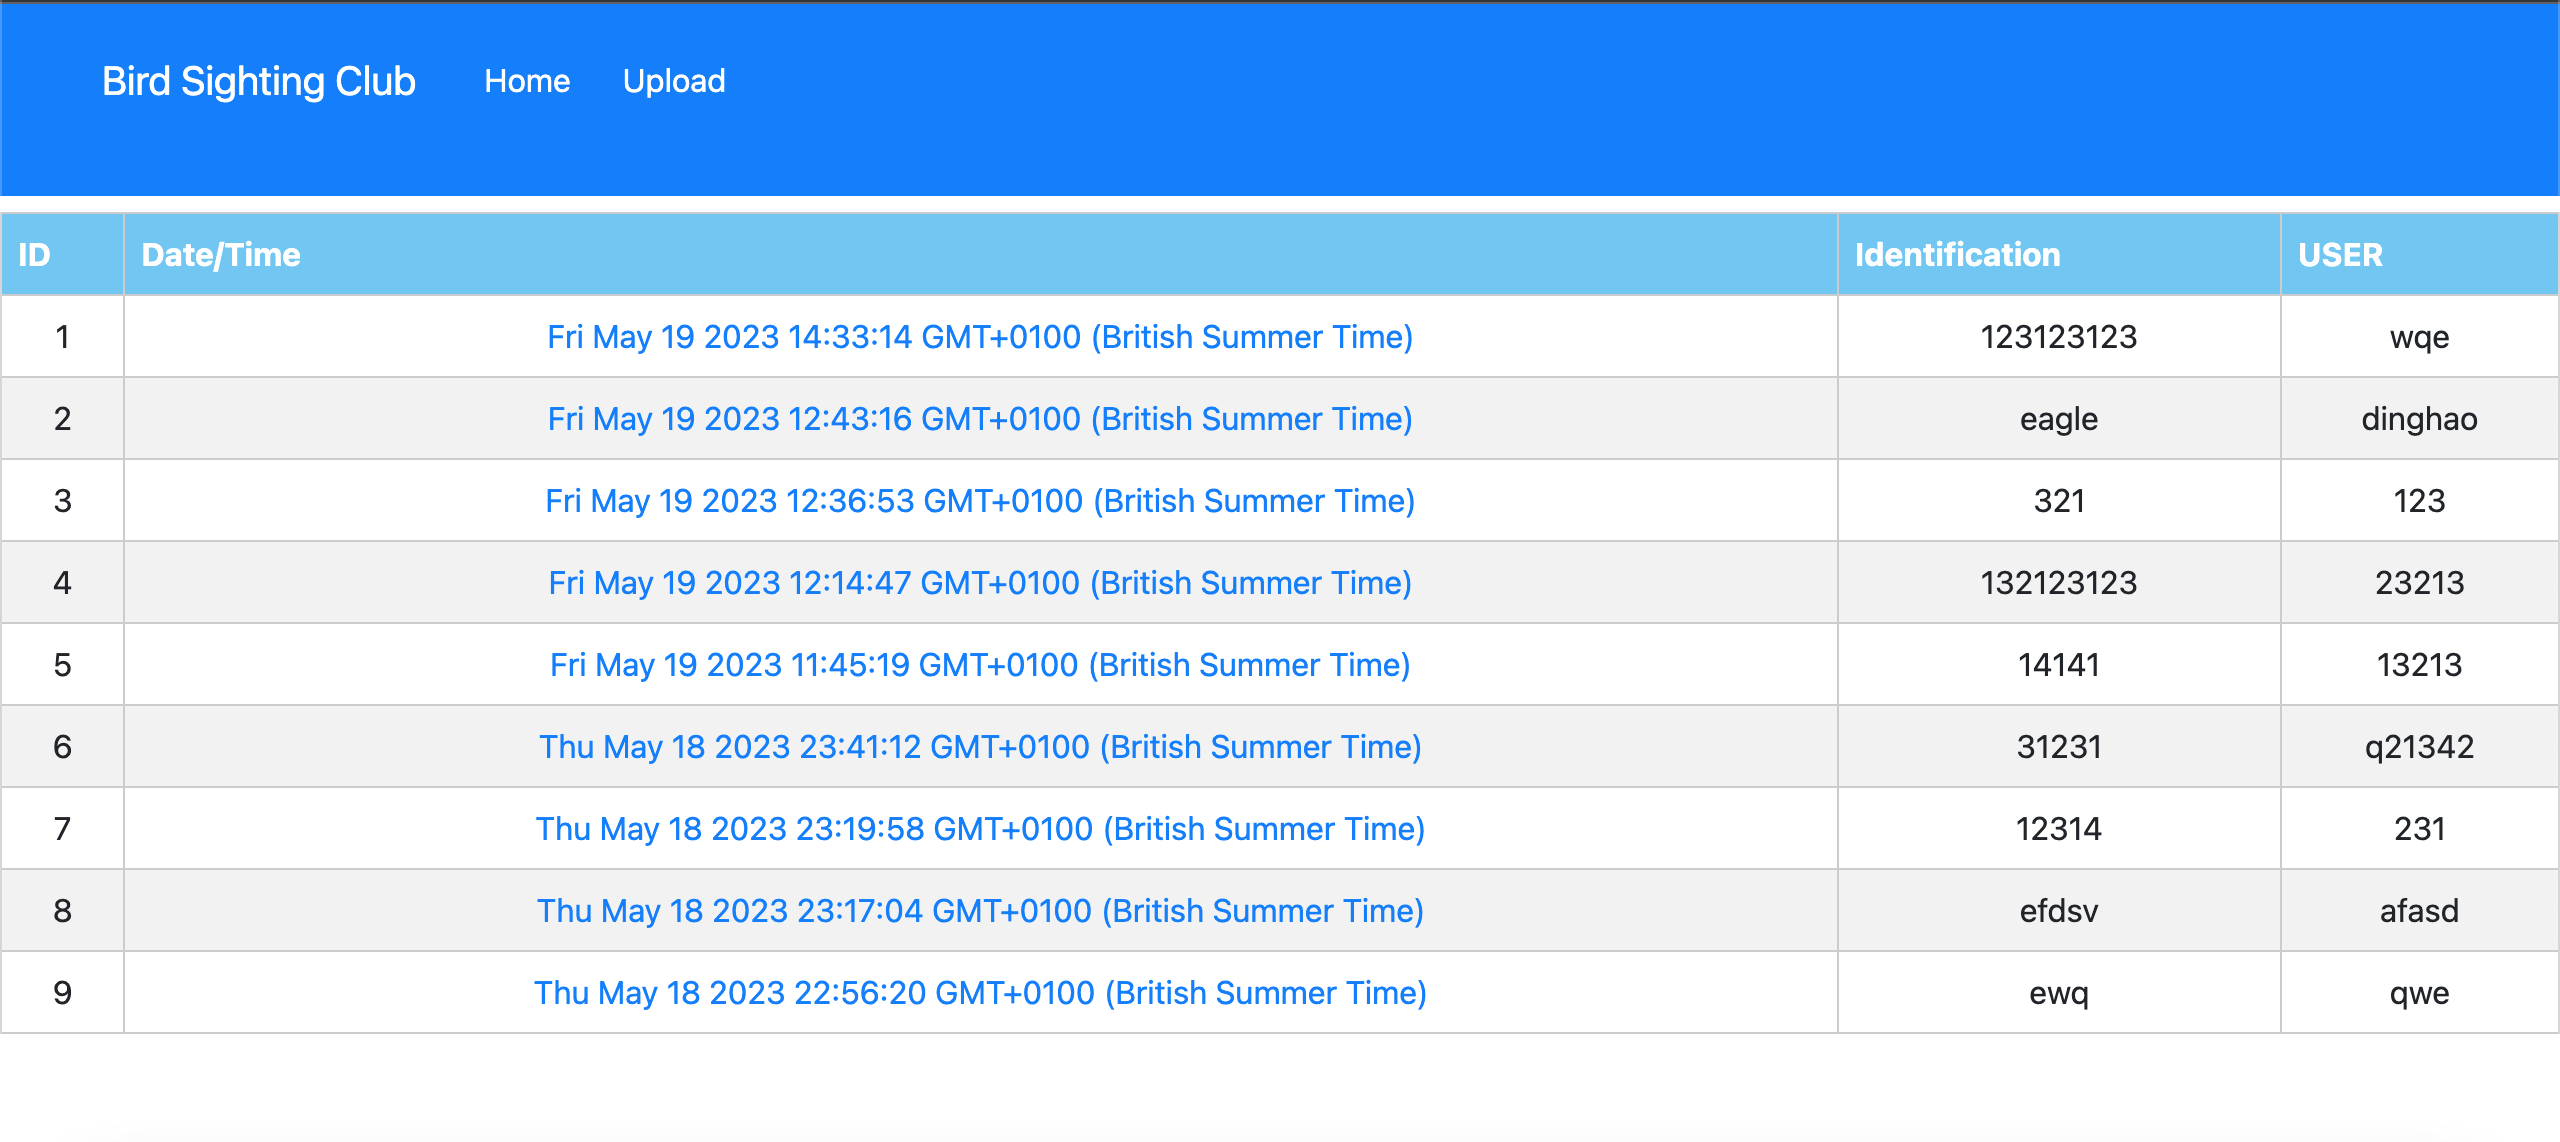 Bird Sighting Club Home Upload
ID Date/Time Identification USER
1 Fri May 19 2023 14:33:14 GMT+0100 (British Summer Time) 123123123 wqe
2 Fri May 19 2023 12:43:16 GMT+0100 (British Summer Time) eagle dinghao
3 Fri May 19 2023 12:36:53 GMT+0100 (British Summer Time) 321 123
4 Fri May 19 2023 12:14:47 GMT+0100 (British Summer Time) 132123123 23213
5 Fri May 19 2023 11:45:19 GMT+0100 (British Summer Time) 14141 13213
6 Thu May 18 2023 23:41:12 GMT+0100 (British Summer Time) 31231 q21342
7 Thu May 18 2023 23:19:58 GMT+0100 (British Summer Time) 12314 231
8 Thu May 18 2023 23:17:04 GMT+0100 (British Summer Time) efdsv afasd
9 Thu May 18 2023 22:56:20 GMT+0100 (British Summer Time) ewq qwe